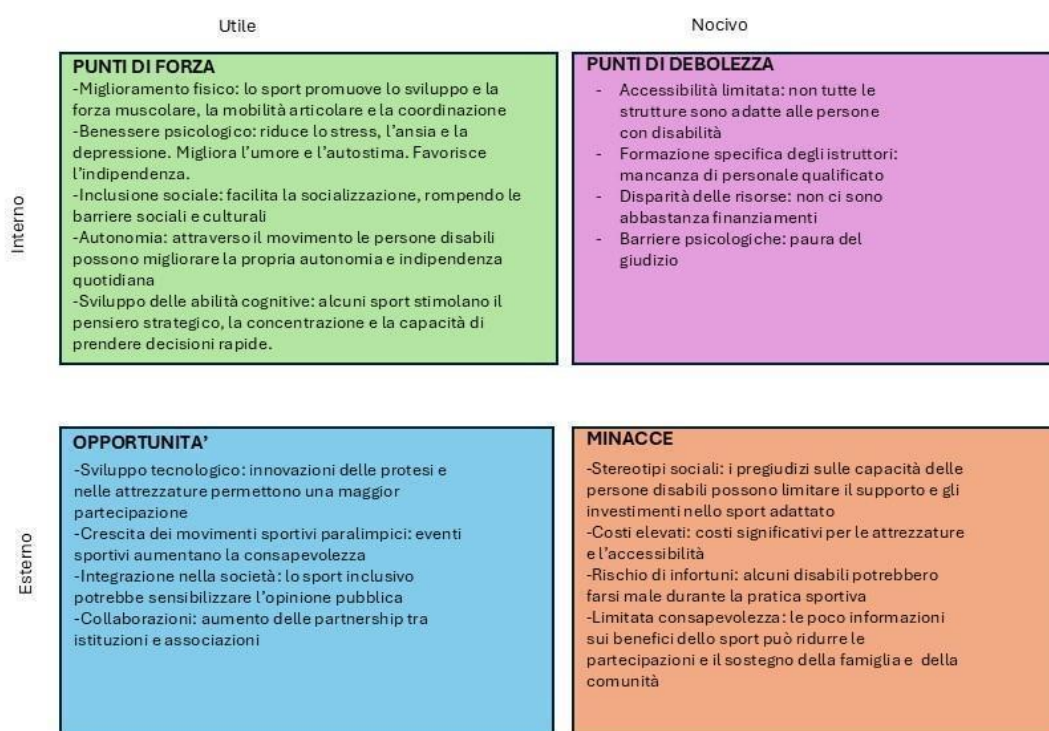 Utile
Nocivo
Interno
PUNTI DI FORZA
-Miglioramento fisico: lo sport promuove lo sviluppo e la
forza muscolare, la mobilità articolare e la coordinazione
-Benessere psicologico: riduce lo stress, l'ansia e la
depressione. Migliora l'umore e l'autostima. Favorisce
l'indipendenza.
-Inclusione sociale: facilita la socializzazione, rompendo le
barriere sociali e culturali
-Autonomia: attraverso il movimento le persone disabili
possono migliorare la propria autonomia e indipendenza
quotidiana
-Sviluppo delle abilità cognitive: alcuni sport stimolano il
pensiero strategico, la concentrazione e la capacità di
prendere decisioni rapide.
PUNTI DI DEBOLEZZA
- Accessibilità limitata: non tutte le
strutture sono adatte alle persone
con disabilità
- Formazione specifica degli istruttori:
mancanza di personale qualificato
- Disparità delle risorse: non ci sono
abbastanza finanziamenti
- Barriere psicologiche: paura del
giudizio
Esterno
OPPORTUNITA'
-Sviluppo tecnologico: innovazioni delle protesi e
nelle attrezzature permettono una maggior
partecipazione
-Crescita dei movimenti sportivi paralimpici: eventi
sportivi aumentano la consapevolezza
-Integrazione nella società: lo sport inclusivo
potrebbe sensibilizzare l'opinione pubblica
-Collaborazioni: aumento delle partnership tra
istituzioni e associazioni
MINACCE
-Stereotipi sociali: i pregiudizi sulle capacità delle
persone disabili possono limitare il supporto e gli
investimenti nello sport adattato
-Costi elevati: costi significativi per le attrezzature
e l'accessibilità
-Rischio di infortuni: alcuni disabili potrebbero
farsi male durante la pratica sportiva
-Limitata consapevolezza: le poco informazioni
sui benefici dello sport può ridurre le
partecipazioni e il sostegno della famiglia e della
comunità